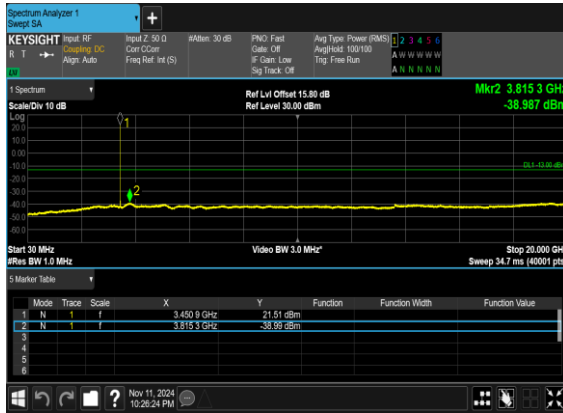 Spectrum Analyzer 1
Swept SA
+
KEYSIGHT Input: RF Input Z: 50 Ω #Atten: 30 dB PNO: Fast Avg Type: Power (RMS) 1 2 3 4 5 6
R T Coupling: DC Corr CCorr Gate: Off Avg|Hold: 100/100 A W W W W W
Align: Auto Freq Ref: Int (S) IF Gain: Low Trig: Free Run
LXI Sig Track: Off A N N N N N
1 Spectrum Ref Lvl Offset 15.80 dB Mkr2 3.815 3 GHz
Scale/Div 10 dB Ref Level 30.00 dBm -38.987 dBm
Log
1
20.0
10.0
0.00
-10.0
DL1 -13.00 dBm
-20.0
-30.0
2
-40.0
-50.0
-60.0
Start 30 MHz Video BW 3.0 MHz* Stop 20.000 GH
#Res BW 1.0 MHz Sweep 34.7 ms (40001 pts
5 Marker Table
Mode Trace Scale X Y Function Function Width Function Value
1 N 1 f 3.450 9 GHz 21.51 dBm
2 N 1 f 3.815 3 GHz -38.99 dBm
3
4
5
6
? Nov 11, 2024
10:26:24 PM